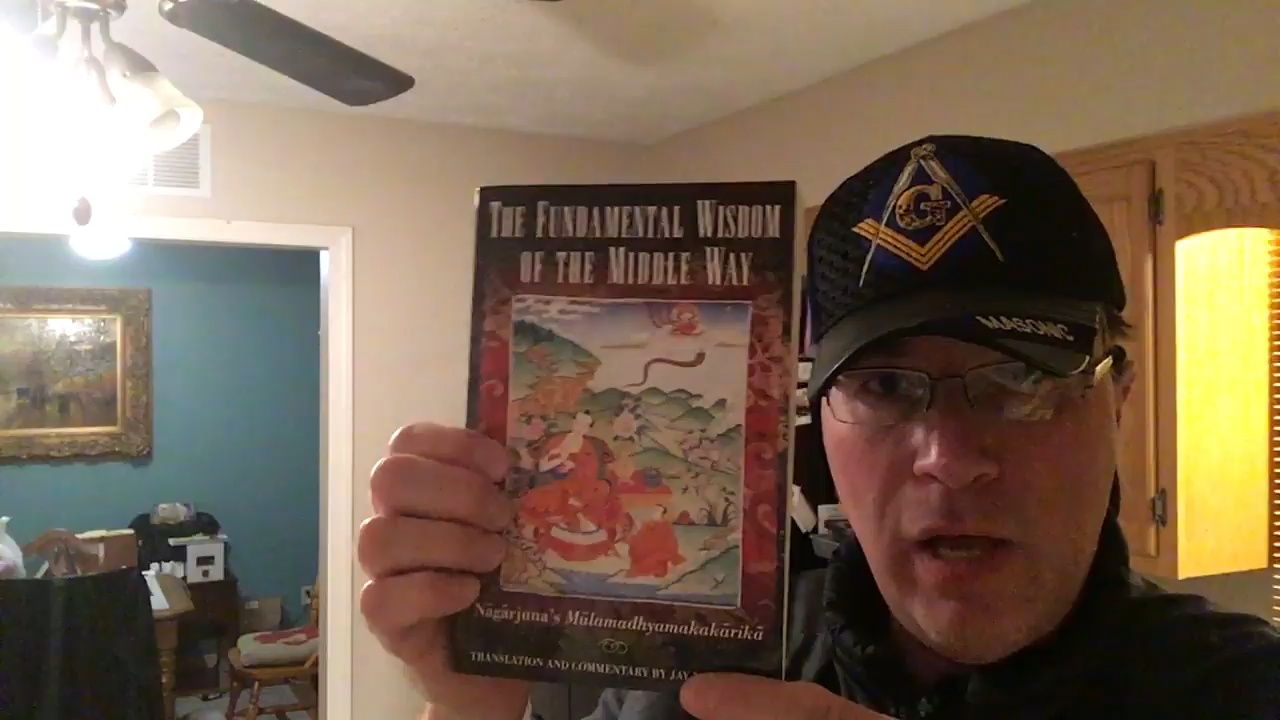 THE FUNDAMENTAL WISDOM
OF THE MIDDLE WAY
Nāgārjuna's Mūlamadhyamakakārikā
TRANSLATION AND COMMENTARY BY JAY
G
MASONIC